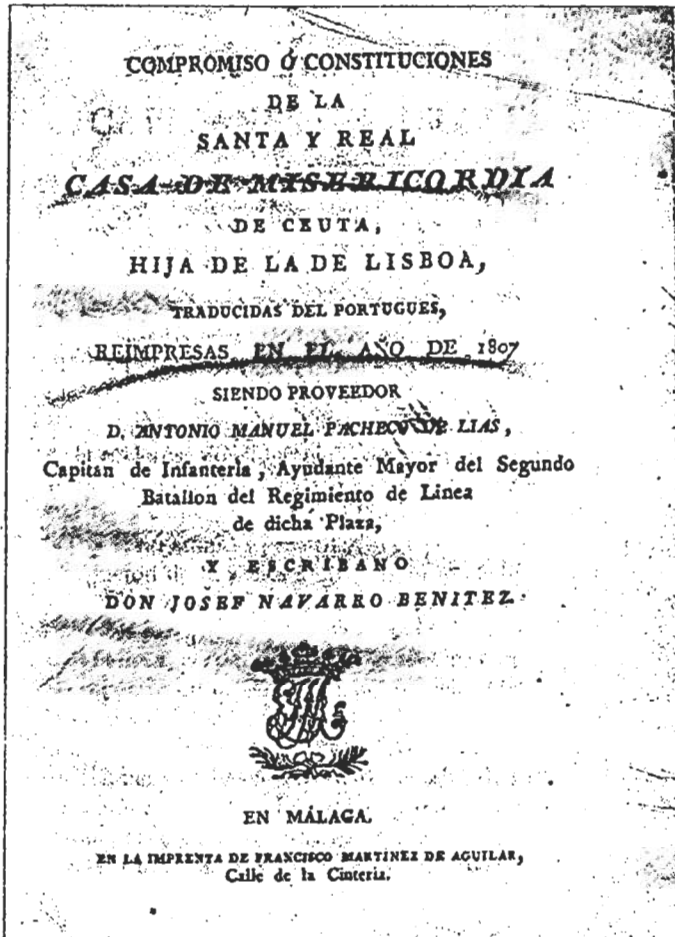 COMPROMISO Ó CONSTITUCIONES
DE LA
SANTA Y REAL
CASA DE MISERICORDIA
DE CEUTA,
HIJA DE LA DE LISBOA,
TRADUCIDAS DEL PORTUGUES,
REIMPRESAS EN EL AÑO DE 1807
SIENDO PROVEEDOR
D. ANTONIO MANUEL PACHECO DE LIAS,
Capitan de Infantería, Ayudante Mayor del Segundo
Batallon del Regimiento de Linea
de dicha Plaza,
Y ESCRIBANO
DON JOSEF NAVARRO BENITEZ.
EN MÁLAGA.
EN LA IMPRENTA DE FRANCISCO MARTINEZ DE AGUILAR,
Calle de la Cinteria.